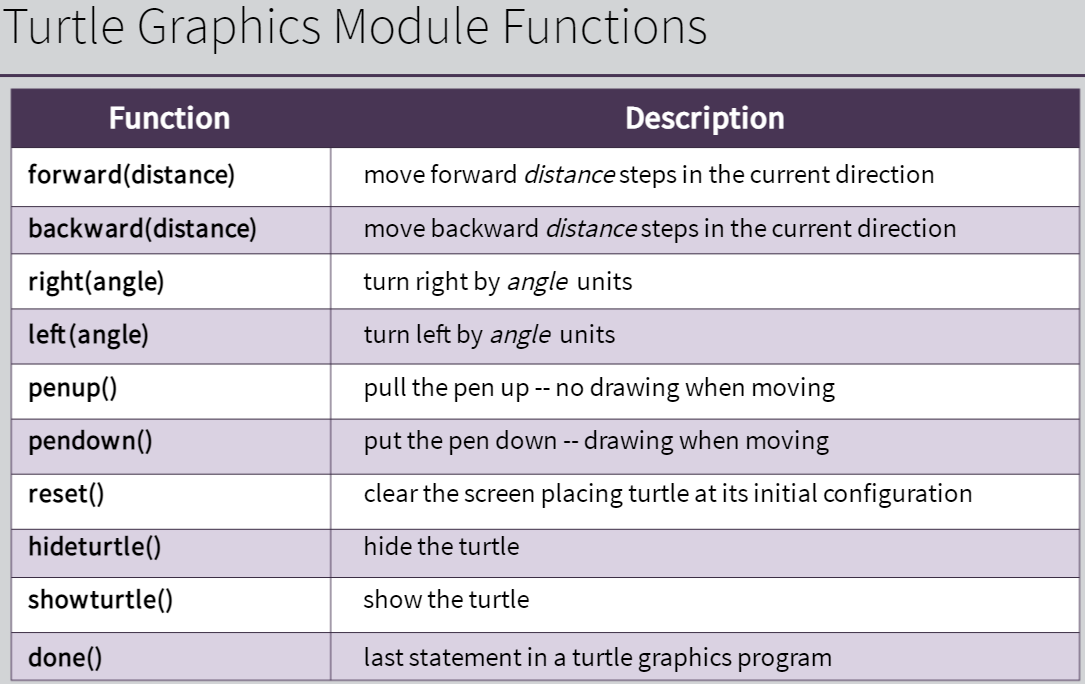 Turtle Graphics Module Functions
Function Description
forward(distance) move forward distance steps in the current direction
backward(distance) move backward distance steps in the current direction
right(angle) turn right by angle units
left(angle) turn left by angle units
penup() pull the pen up -- no drawing when moving
pendown() put the pen down -- drawing when moving
reset() clear the screen placing turtle at its initial configuration
hideturtle() hide the turtle
showturtle() show the turtle
done() last statement in a turtle graphics program